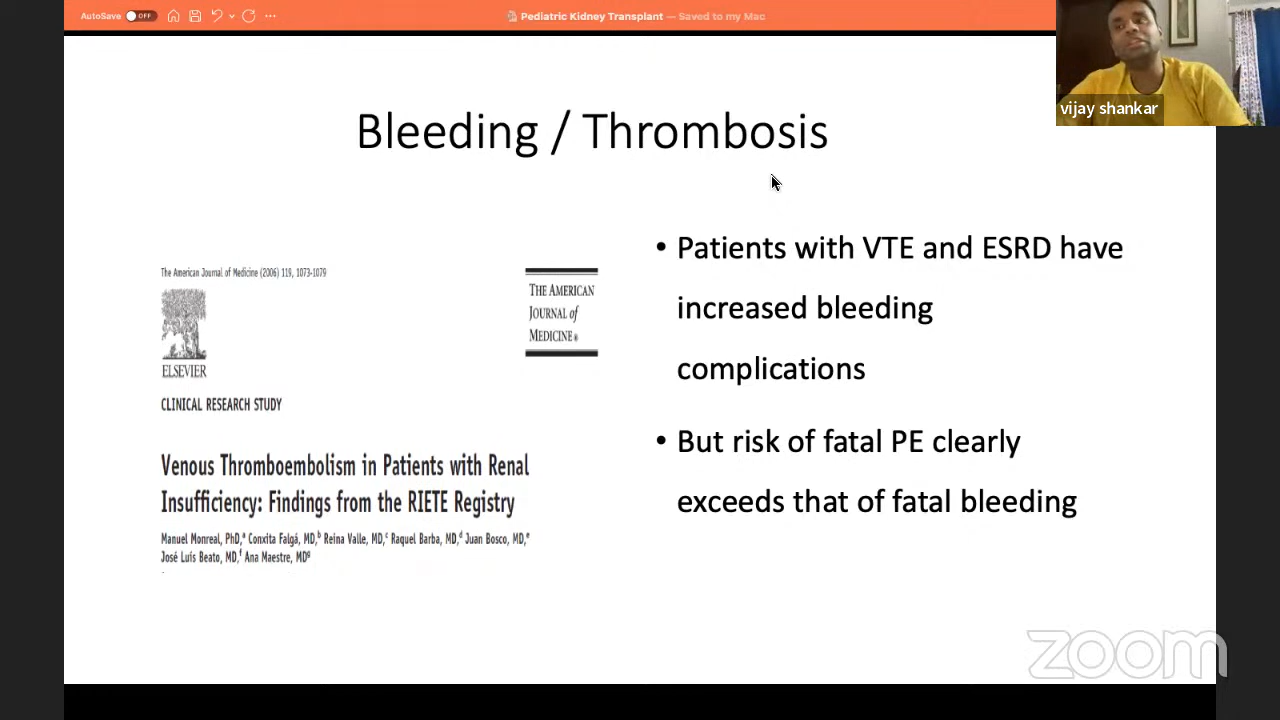 AutoSave OFF
Pediatric Kidney Transplant — Saved to my Mac
vijay shankar
Bleeding / Thrombosis
The American Journal of Medicine (2006) 119, 1073-1079
THE AMERICAN
JOURNAL of
MEDICINE®
ELSEVIER
CLINICAL RESEARCH STUDY
Venous Thromboembolism in Patients with Renal
Insufficiency: Findings from the RIETE Registry
Manuel Monreal, PhD,a Conxita Falgá, MD,b Reina Valle, MD,c Raquel Barba, MD,d Juan Bosco, MD,e
José Luis Beato, MD,f Ana Maestre, MDg
• Patients with VTE and ESRD have
increased bleeding
complications
• But risk of fatal PE clearly
exceeds that of fatal bleeding
zoom